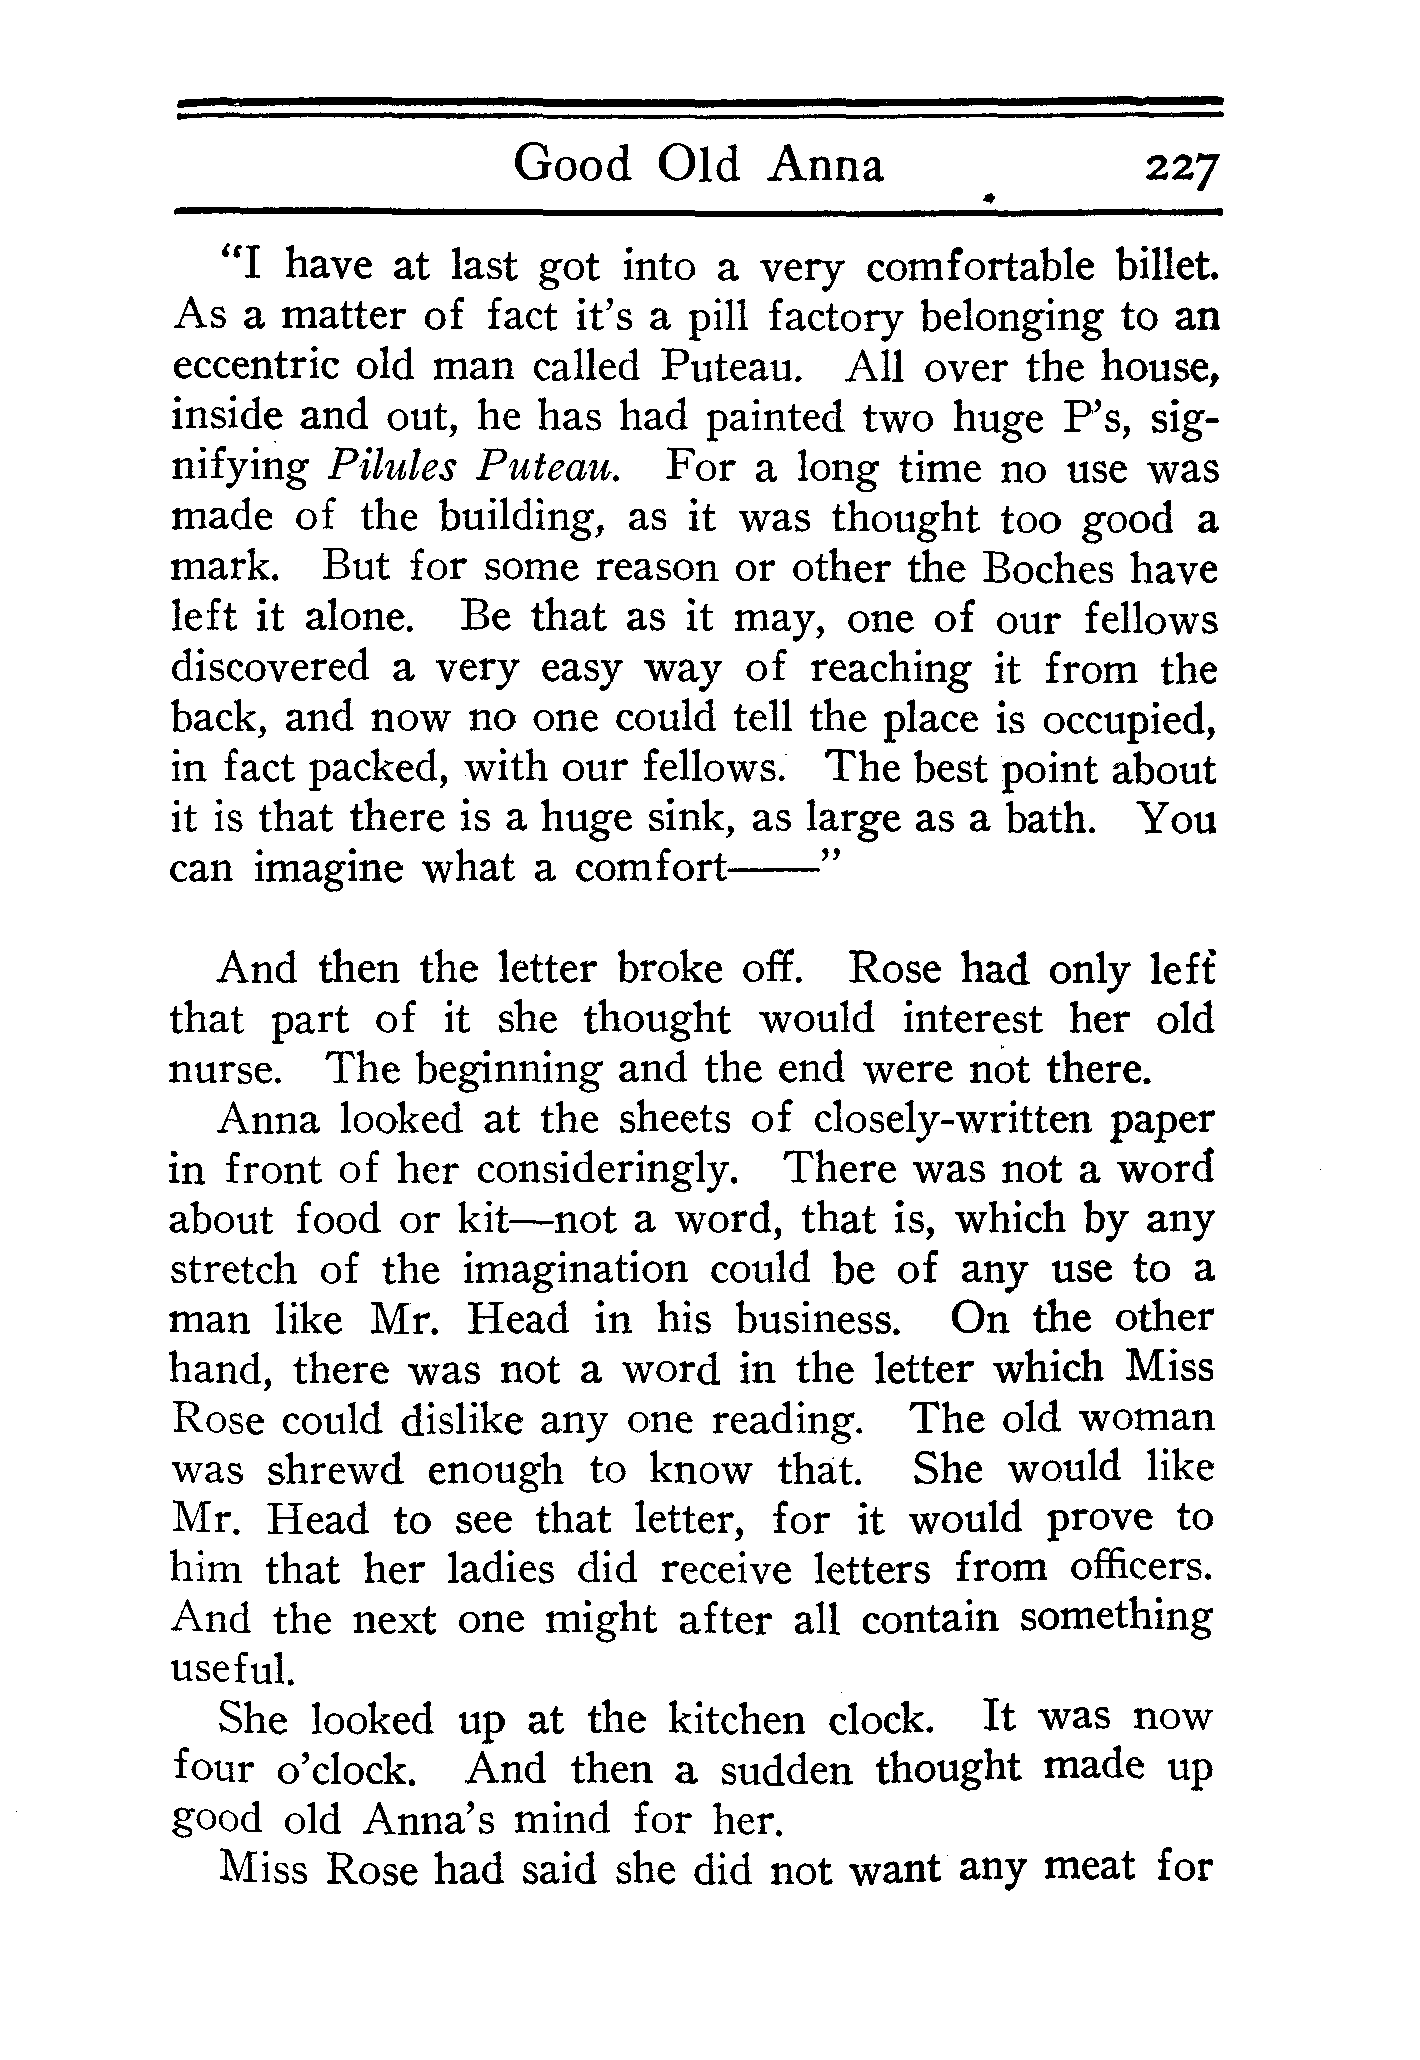 Good Old Anna 227
“I have at last got into a very comfortable billet.
As a matter of fact it’s a pill factory belonging to an
eccentric old man called Puteau. All over the house,
inside and out, he has had painted two huge P’s, sig-
nifying Pilules Puteau. For a long time no use was
made of the building, as it was thought too good a
mark. But for some reason or other the Boches have
left it alone. Be that as it may, one of our fellows
discovered a very easy way of reaching it from the
back, and now no one could tell the place is occupied,
in fact packed, with our fellows. The best point about
it is that there is a huge sink, as large as a bath. You
can imagine what a comfort——”
And then the letter broke off. Rose had only left
that part of it she thought would interest her old
nurse. The beginning and the end were not there.
Anna looked at the sheets of closely-written paper
in front of her consideringly. There was not a word
about food or kit—not a word, that is, which by any
stretch of the imagination could be of any use to a
man like Mr. Head in his business. On the other
hand, there was not a word in the letter which Miss
Rose could dislike any one reading. The old woman
was shrewd enough to know that. She would like
Mr. Head to see that letter, for it would prove to
him that her ladies did receive letters from officers.
And the next one might after all contain something
useful.
She looked up at the kitchen clock. It was now
four o’clock. And then a sudden thought made up
good old Anna’s mind for her.
Miss Rose had said she did not want any meat for